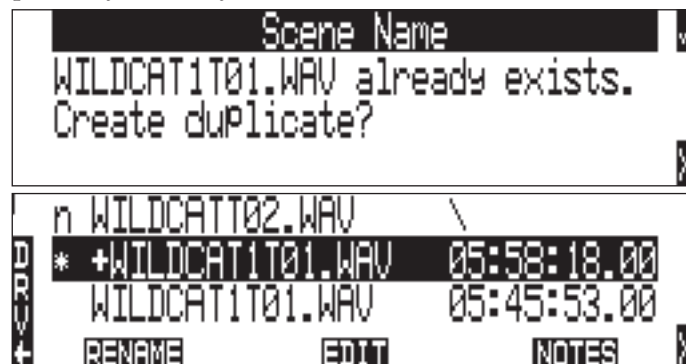 Scene Name
WILDCAT1T01.WAV already exists.
Create duplicate?
n WILDCATT02.WAV \
* +WILDCAT1T01.WAV 05:58:18.00
WILDCAT1T01.WAV 05:45:53.00
DRV
RENAME EDIT NOTES